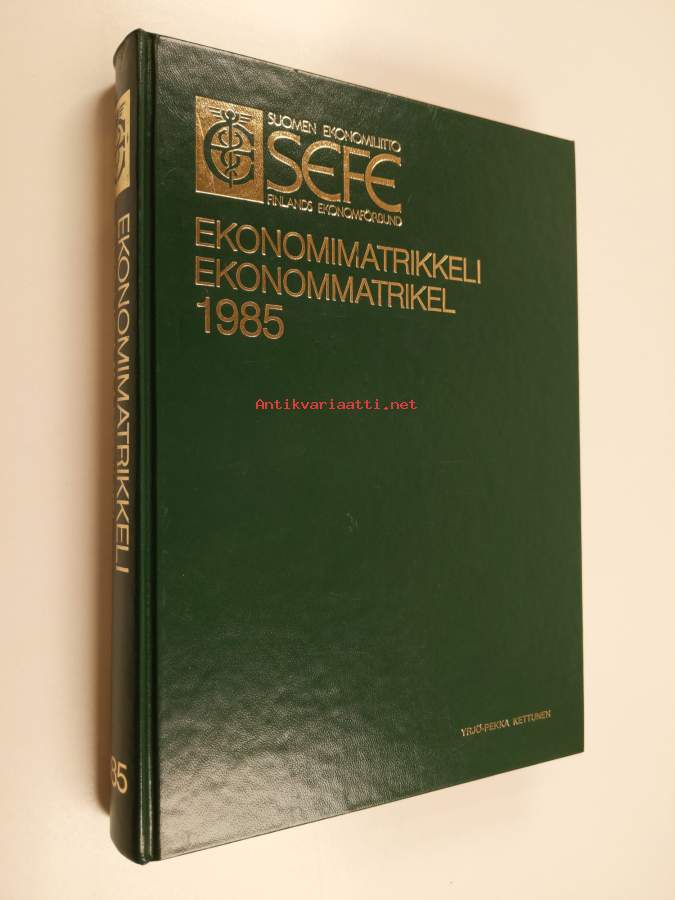 SUOMEN EKONOMILIITTO
SEFE
FINLANDS EKONOMFÖRBUND
EKONOMIMATRIKKELI
EKONOMMATRIKEL
1985
Antikvariaatti.net
YRJÖ-PEKKA KETTUNEN
EKONOMIMATRIKKELI
85